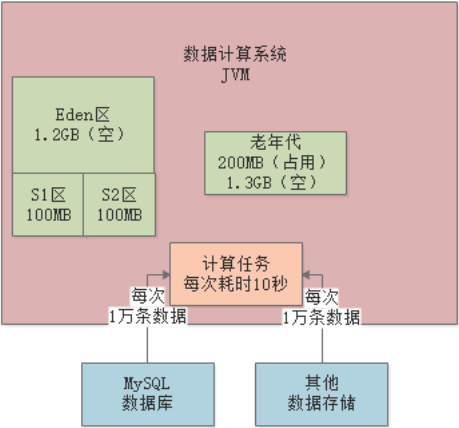 数据计算系统
JVM
Eden区
1.2GB（空）
老年代
200MB（占用）
1.3GB（空）
S1区
100MB
S2区
100MB
计算任务
每次耗时10秒
每次
1万条数据
每次
1万条数据
MySQL
数据库
其他
数据存储